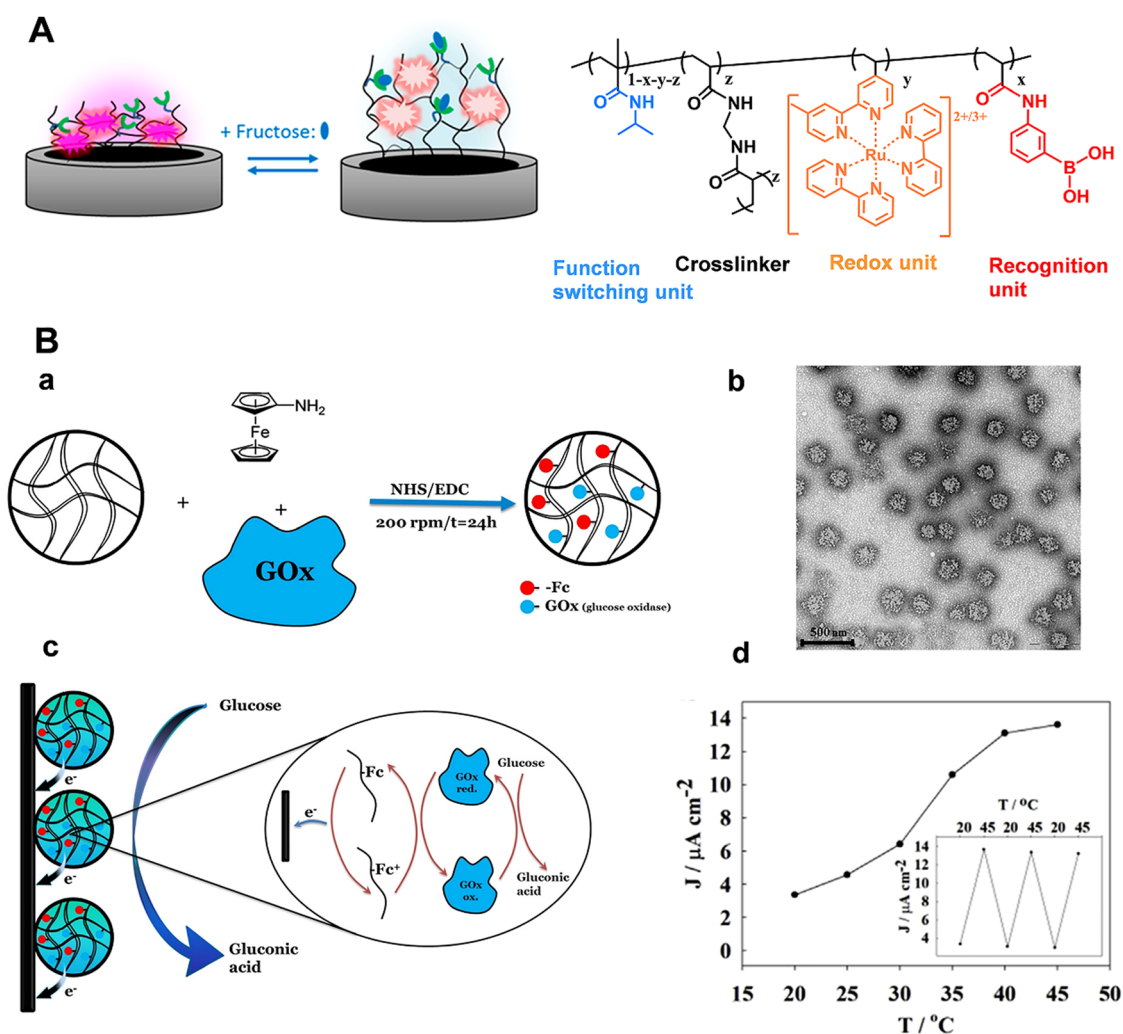 A
+ Fructose:
1-x-y-z
z
y
x
O
NH
O
NH
NH
O
z
N
N
N
N
N
N
Ru
2+/3+
O
NH
B
OH
OH
Function
switching unit
Crosslinker
Redox unit
Recognition
unit
B
a
Fe
NH2
+
+
GOx
NHS/EDC
200 rpm/t=24h
-Fc
GOx (glucose oxidase)
b
500 nm
c
Glucose
Gluconic
acid
e-
e-
e-
e-
-Fc
-Fc+
GOx
red.
GOx
ox.
Glucose
Gluconic
acid
d
J / µA cm-2
14
12
10
8
6
4
2
0
15 20 25 30 35 40 45 50
T / °C
T / °C
20 45 20 45 20 45
J / µA cm-2
14
12
10
8
6
4